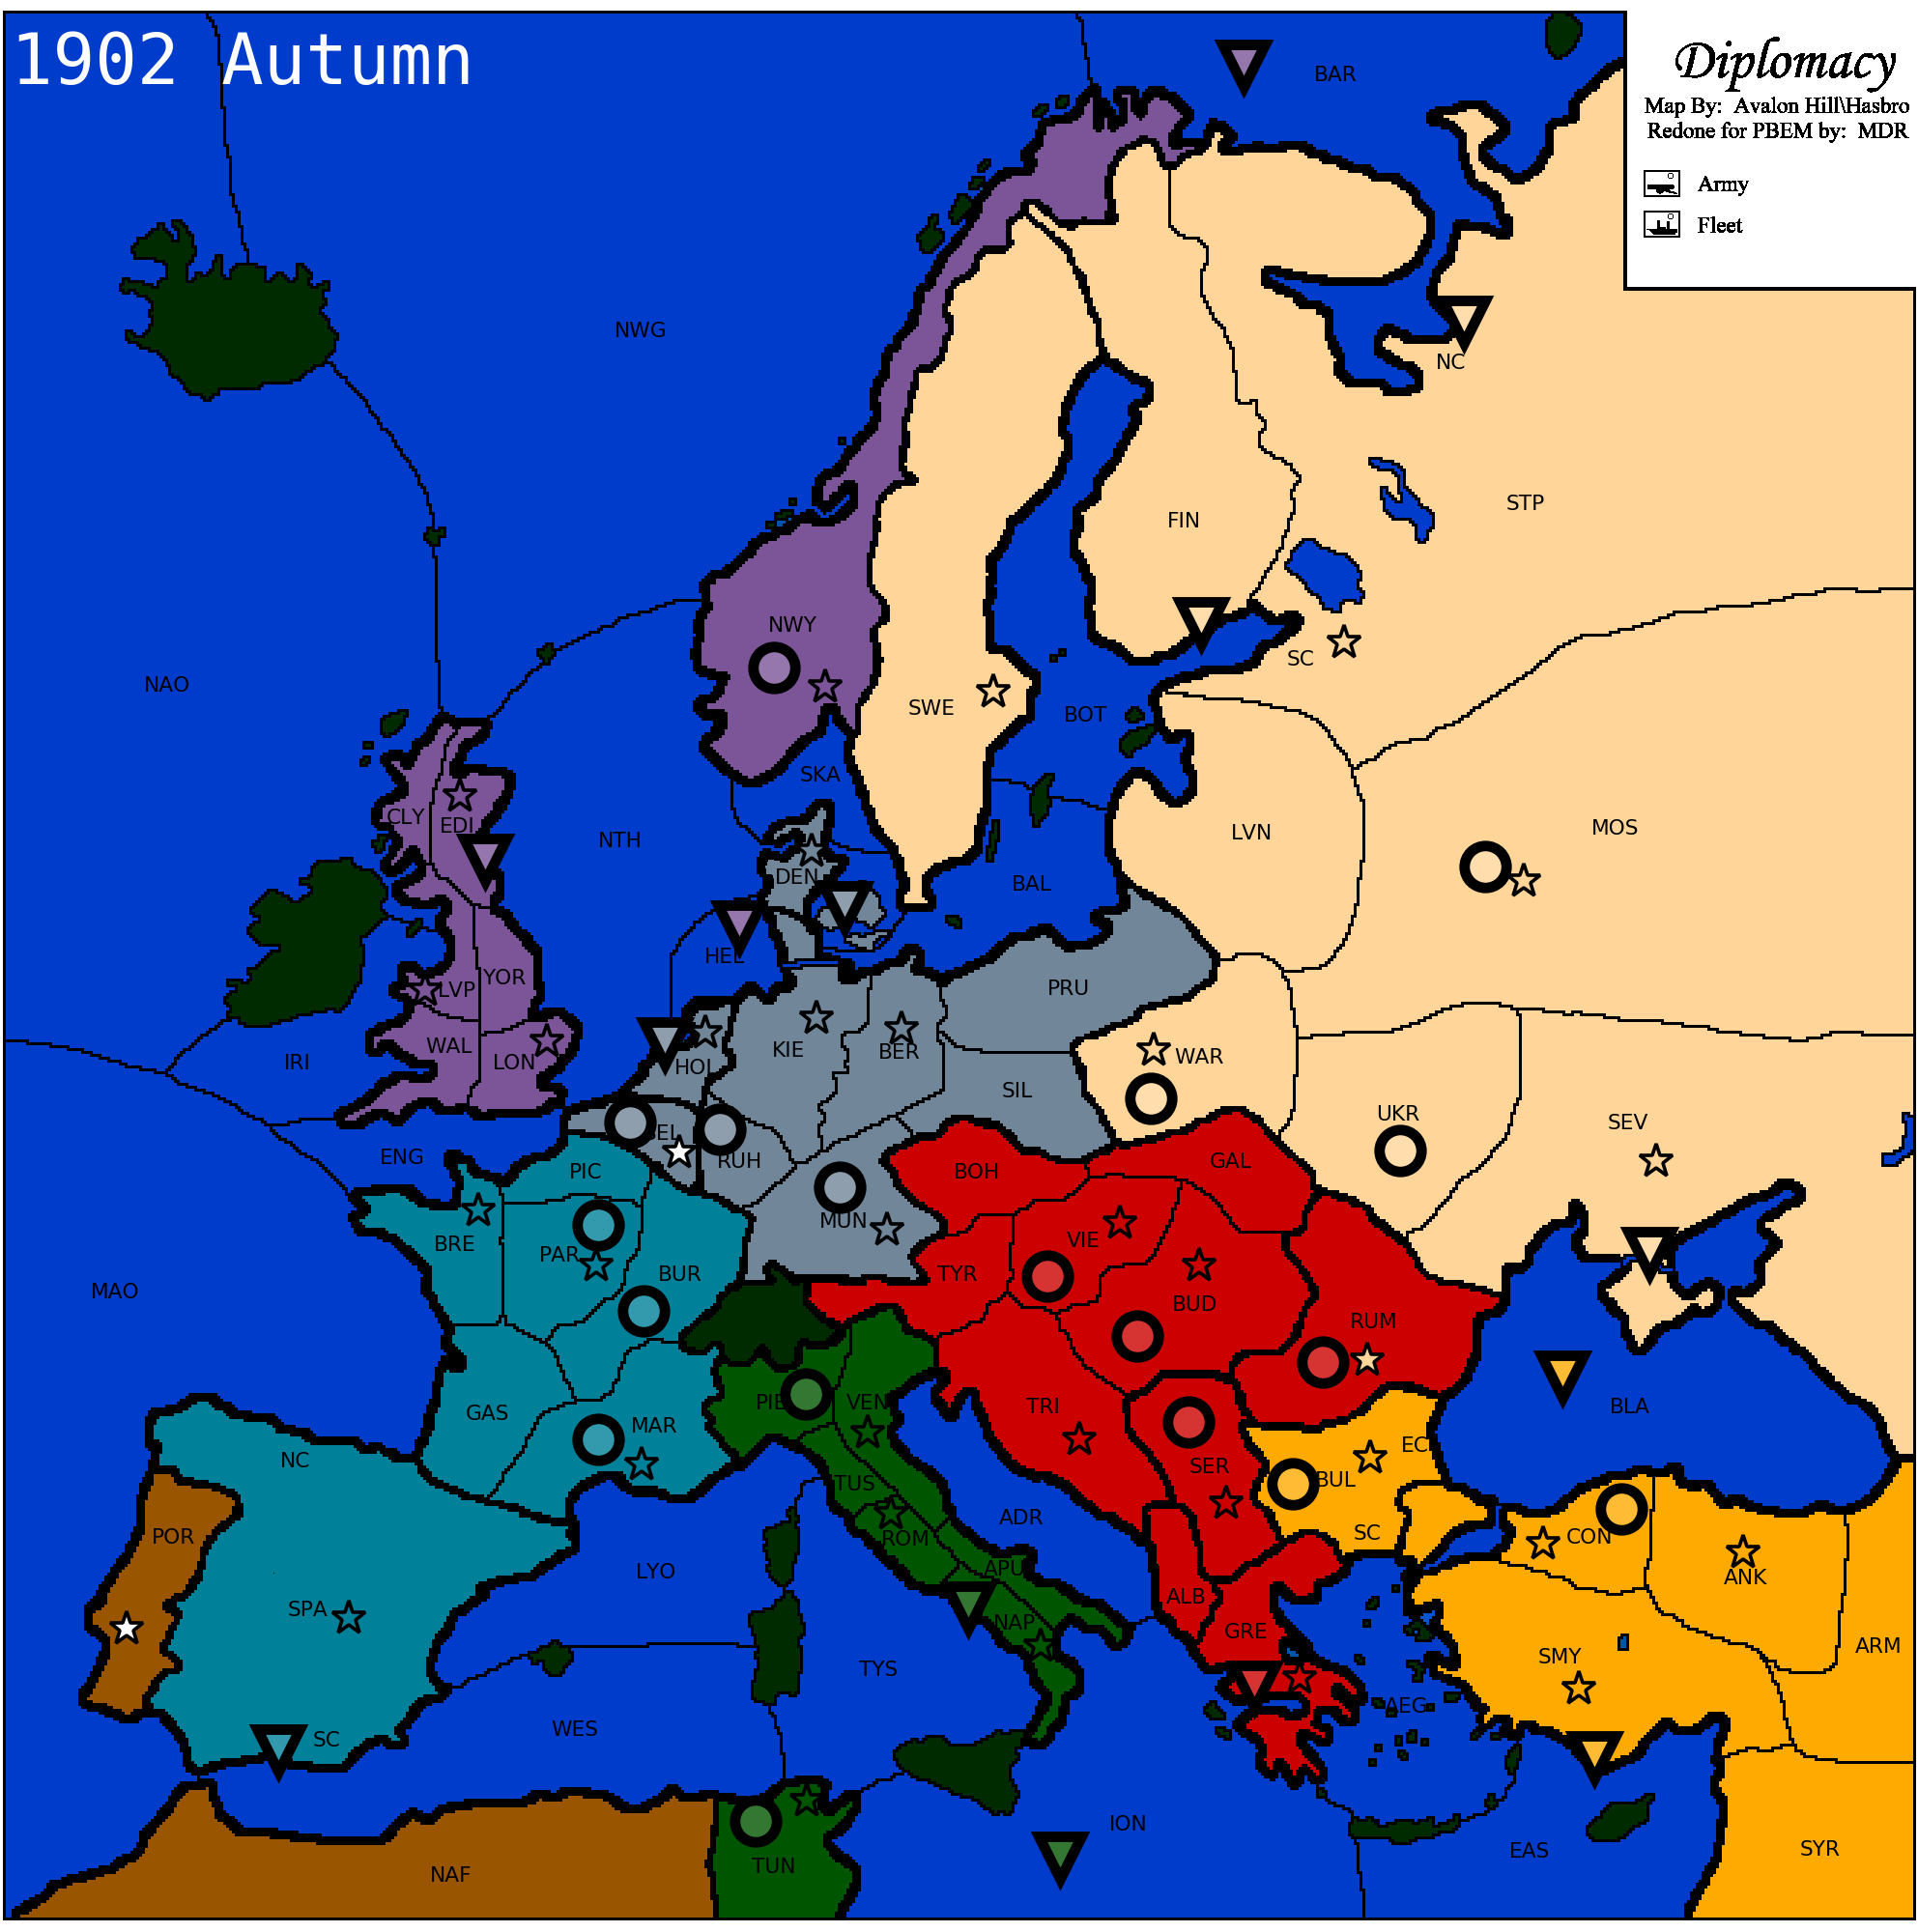 1902 Autumn
Diplomacy
Map By: Avalon Hill\Hasbro
Redone for PBEM by: MDR
Army
Fleet
BAR
NWG
NC
STP
FIN
NWY
SC
NAO
SWE
BOT
SKA
CLY
EDI
NTH
LVN
MOS
DEN
BAL
HEL
YOR
LVP
PRU
WAL
LON
IRI
HOL
KIE
BER
WAR
SIL
UKR
SEV
ENG
PIC
BEL
RUH
BOH
GAL
MUN
BRE
PAR
BUR
VIE
TYR
MAO
BUD
RUM
PIE
VEN
TRI
BLA
GAS
MAR
NC
EC
SER
BUL
TUS
POR
ADR
SC
CON
ROM
LYO
APU
ANK
SPA
ALB
NAP
GRE
SMY
ARM
TYS
AEG
SC
WES
ION
EAS
SYR
TUN
NAF